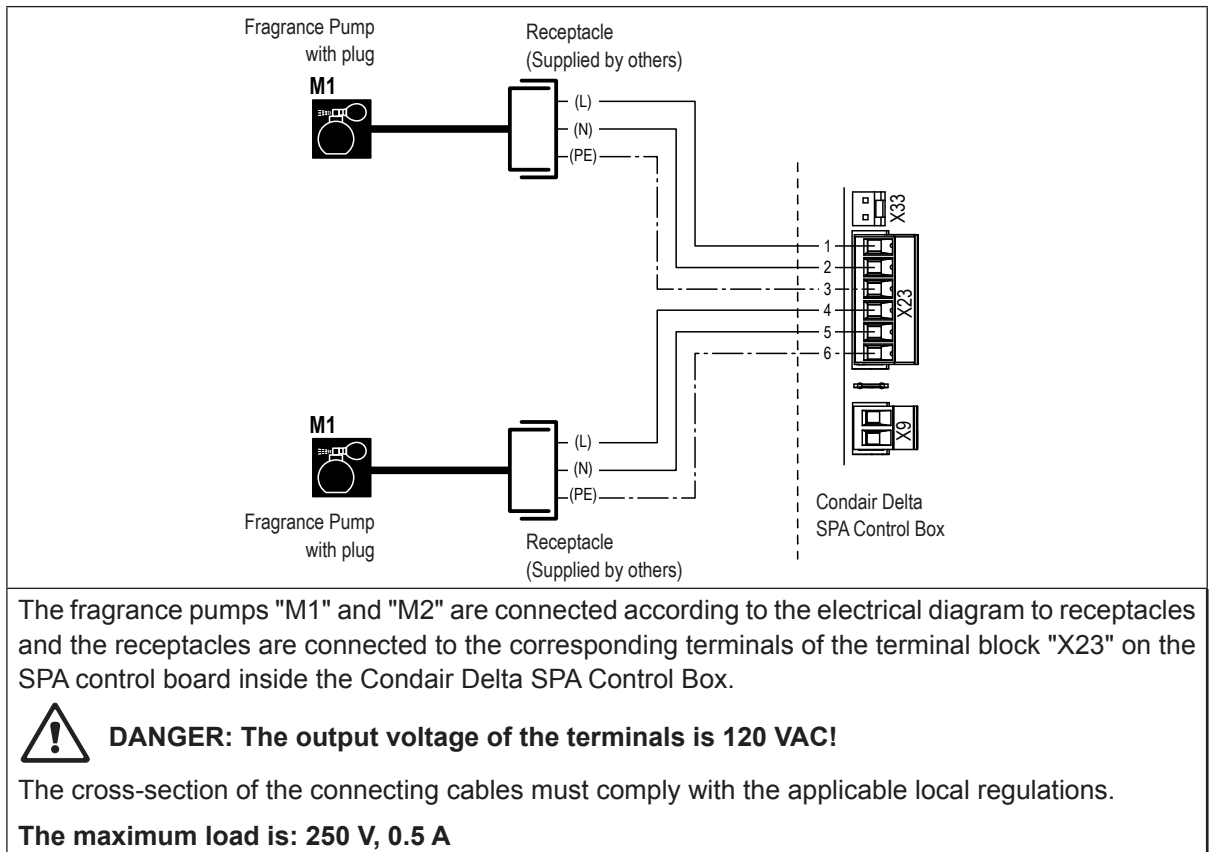 Fragrance Pump
with plug
M1
Receptacle
(Supplied by others)
(L)
(N)
(PE)
X33
1
2
3
4
5
6
X23
X9
M1
Fragrance Pump
with plug
(L)
(N)
(PE)
Receptacle
(Supplied by others)
Condair Delta
SPA Control Box
The fragrance pumps "M1" and "M2" are connected according to the electrical diagram to receptacles
and the receptacles are connected to the corresponding terminals of the terminal block "X23" on the
SPA control board inside the Condair Delta SPA Control Box.
DANGER: The output voltage of the terminals is 120 VAC!
The cross-section of the connecting cables must comply with the applicable local regulations.
The maximum load is: 250 V, 0.5 A